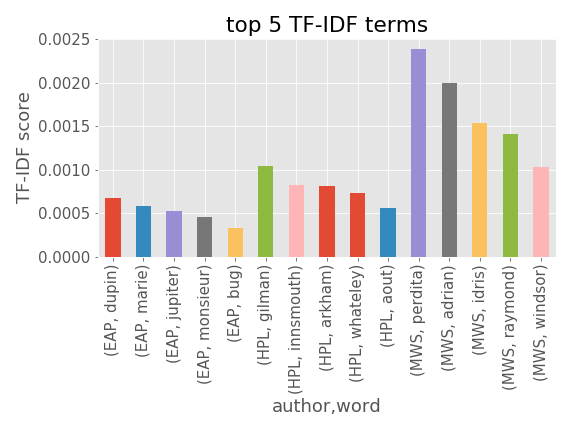 top 5 TF-IDF terms
TF-IDF score
0.0025
0.0020
0.0015
0.0010
0.0005
0.0000
(EAP, dupin)
(EAP, marie)
(EAP, jupiter)
(EAP, monsieur)
(EAP, bug)
(HPL, gilman)
(HPL, innsmouth)
(HPL, arkham)
(HPL, whateley)
(HPL, aout)
(MWS, perdita)
(MWS, adrian)
(MWS, idris)
(MWS, raymond)
(MWS, windsor)
author,word